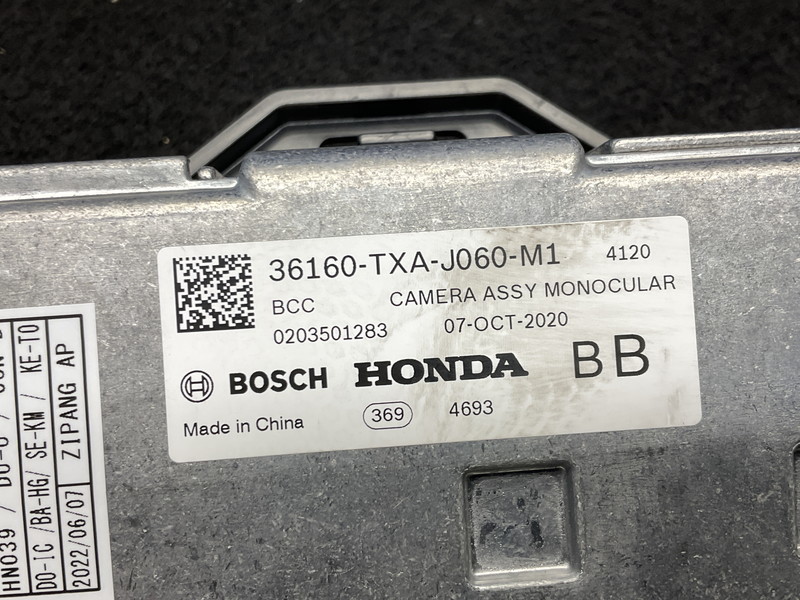 36160-TXA-J060-M1 4120
BCC CAMERA ASSY MONOCULAR
0203501283 07-OCT-2020
BOSCH HONDA BB
Made in China 369 4693
HN039 /
DO-IC /BA-HG/ SE-KM / KE-TO
2022/06/07 ZIPANG AP